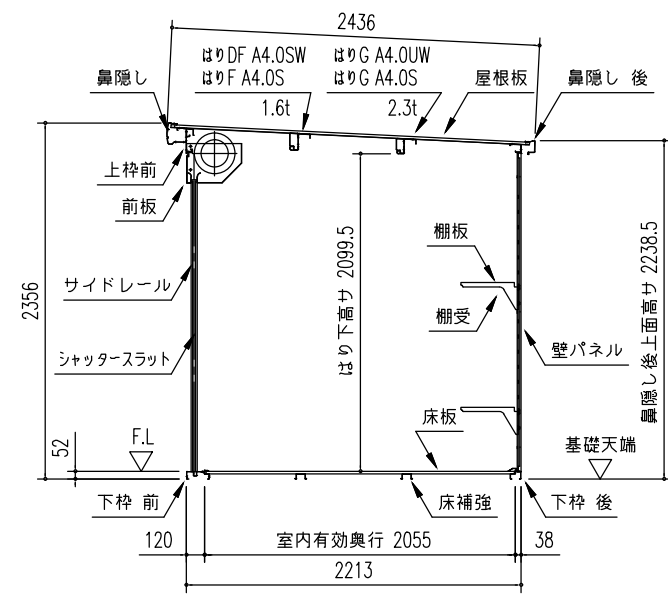 2436
はりDF A4.0SW
はりF A4.0S
1.6t
はりG A4.0UW
はりG A4.0S
2.3t
鼻隠し
屋根板
鼻隠し 後
上枠前
前板
サイドレール
シャッタースラット
2356
はり下高サ 2099.5
棚板
棚受
壁パネル
鼻隠し後上面高サ 2238.5
52
F.L
床板
基礎天端
下枠 前
床補強
下枠 後
120
室内有効奥行 2055
38
2213